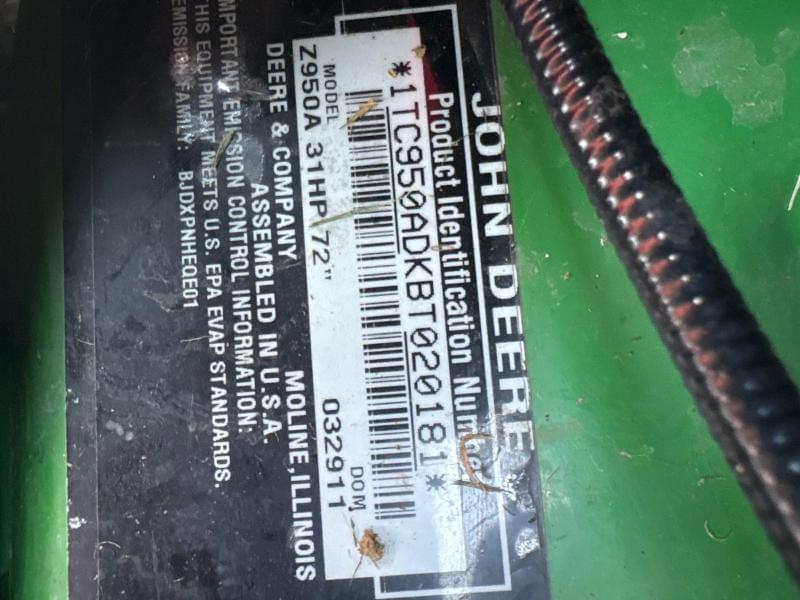 JOHN DEERE
Product Identification Number
*1TC950ADKBT020181*
MODEL DOM
Z950A 31HP 72" 032911
DEERE & COMPANY MOLINE, ILLINOIS
ASSEMBLED IN U.S.A.
IMPORTANT EMISSION CONTROL INFORMATION:
THIS EQUIPMENT MEETS U.S. EPA EVAP STANDARDS.
EMISSION FAMILY: BJDXPNHEQE01